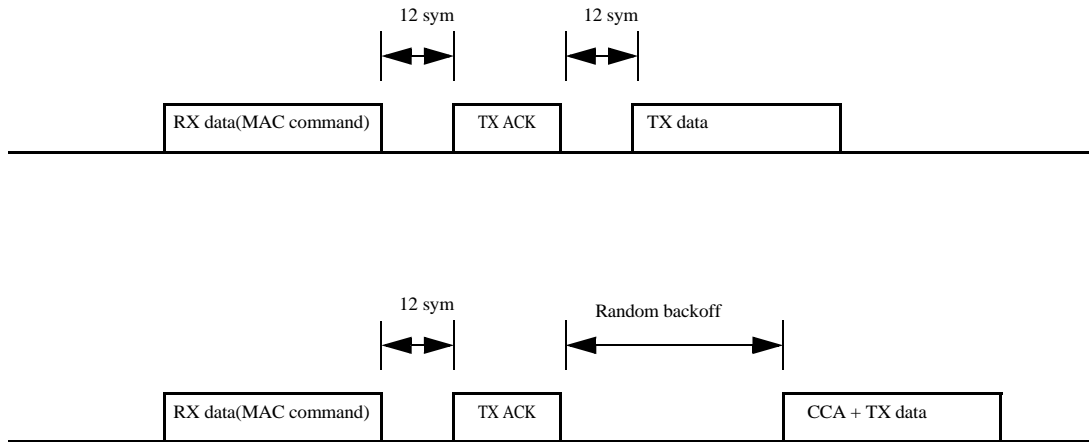 12 sym
12 sym
RX data(MAC command)
TX ACK
TX data
12 sym
Random backoff
RX data(MAC command)
TX ACK
CCA + TX data